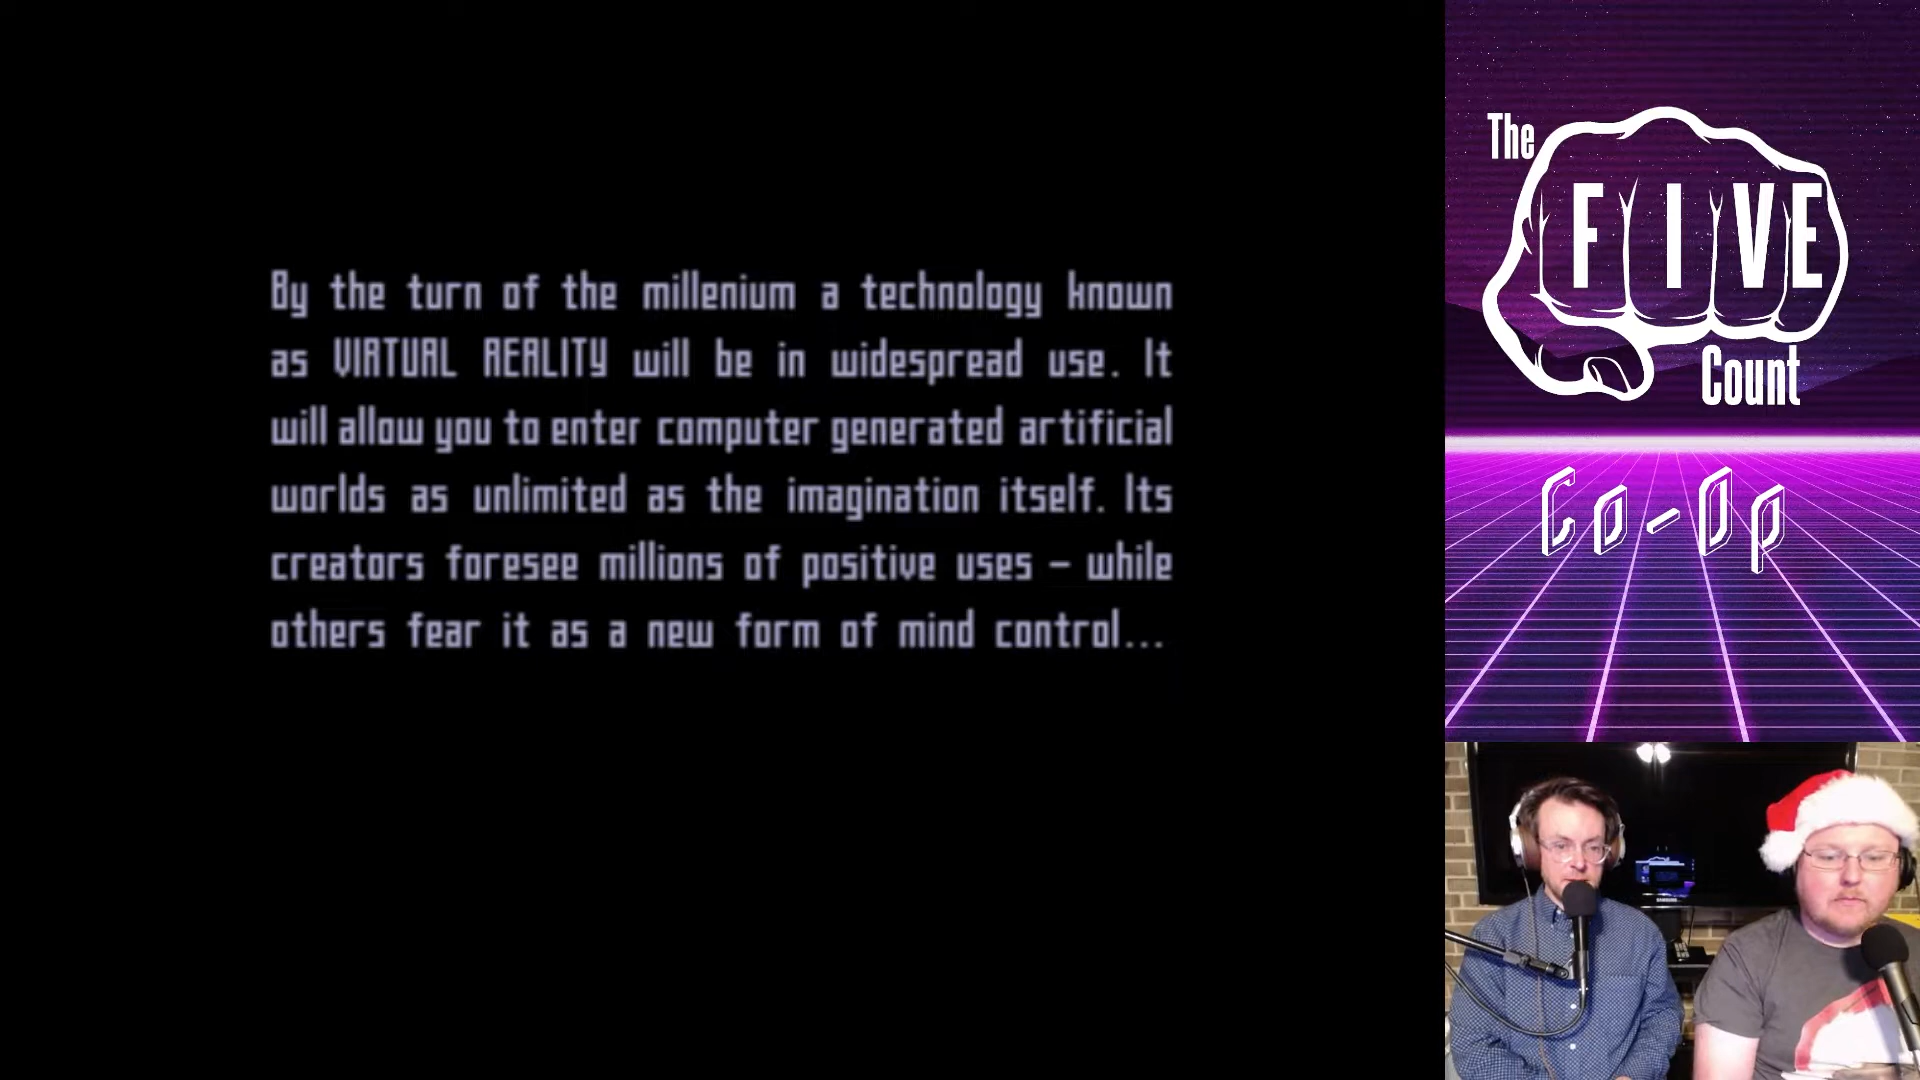 By the turn of the millenium a technology known
as VIRTUAL REALITY will be in widespread use. It
will allow you to enter computer generated artificial
worlds as unlimited as the imagination itself. Its
creators foresee millions of positive uses – while
others fear it as a new form of mind control...
The
FIVE
Count
Co-Op
SAMSUNG